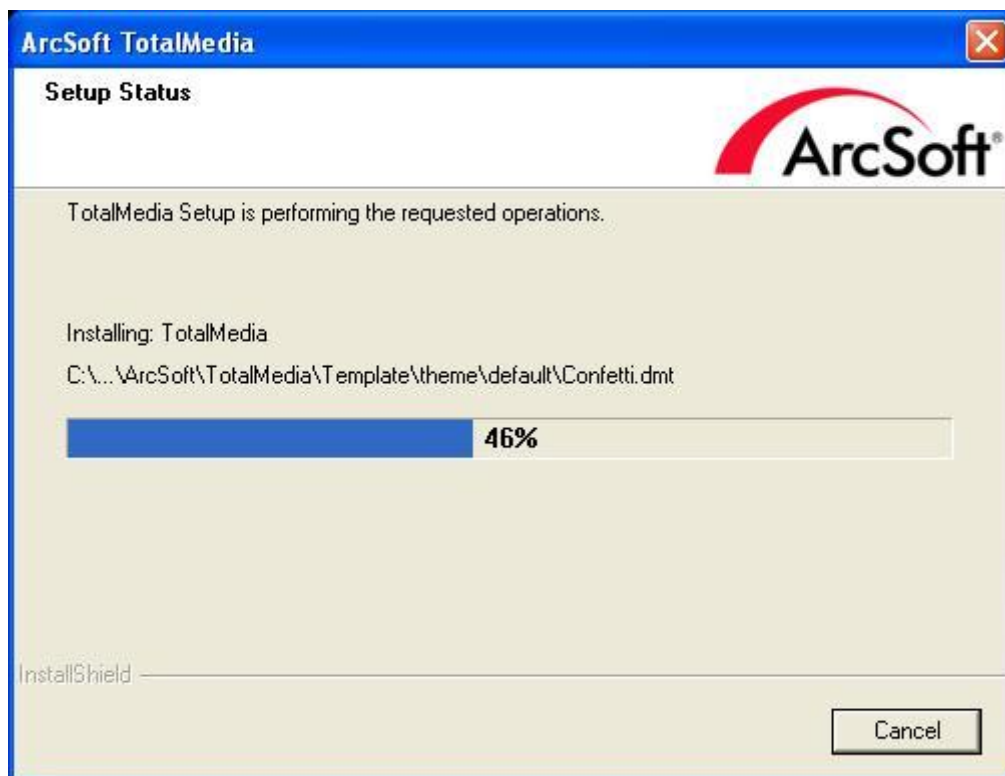 ArcSoft TotalMedia
Setup Status
ArcSoft®
TotalMedia Setup is performing the requested operations.
Installing: TotalMedia
C:\...\ArcSoft\TotalMedia\Template\theme\default\Confetti.dmt
46%
InstallShield
Cancel